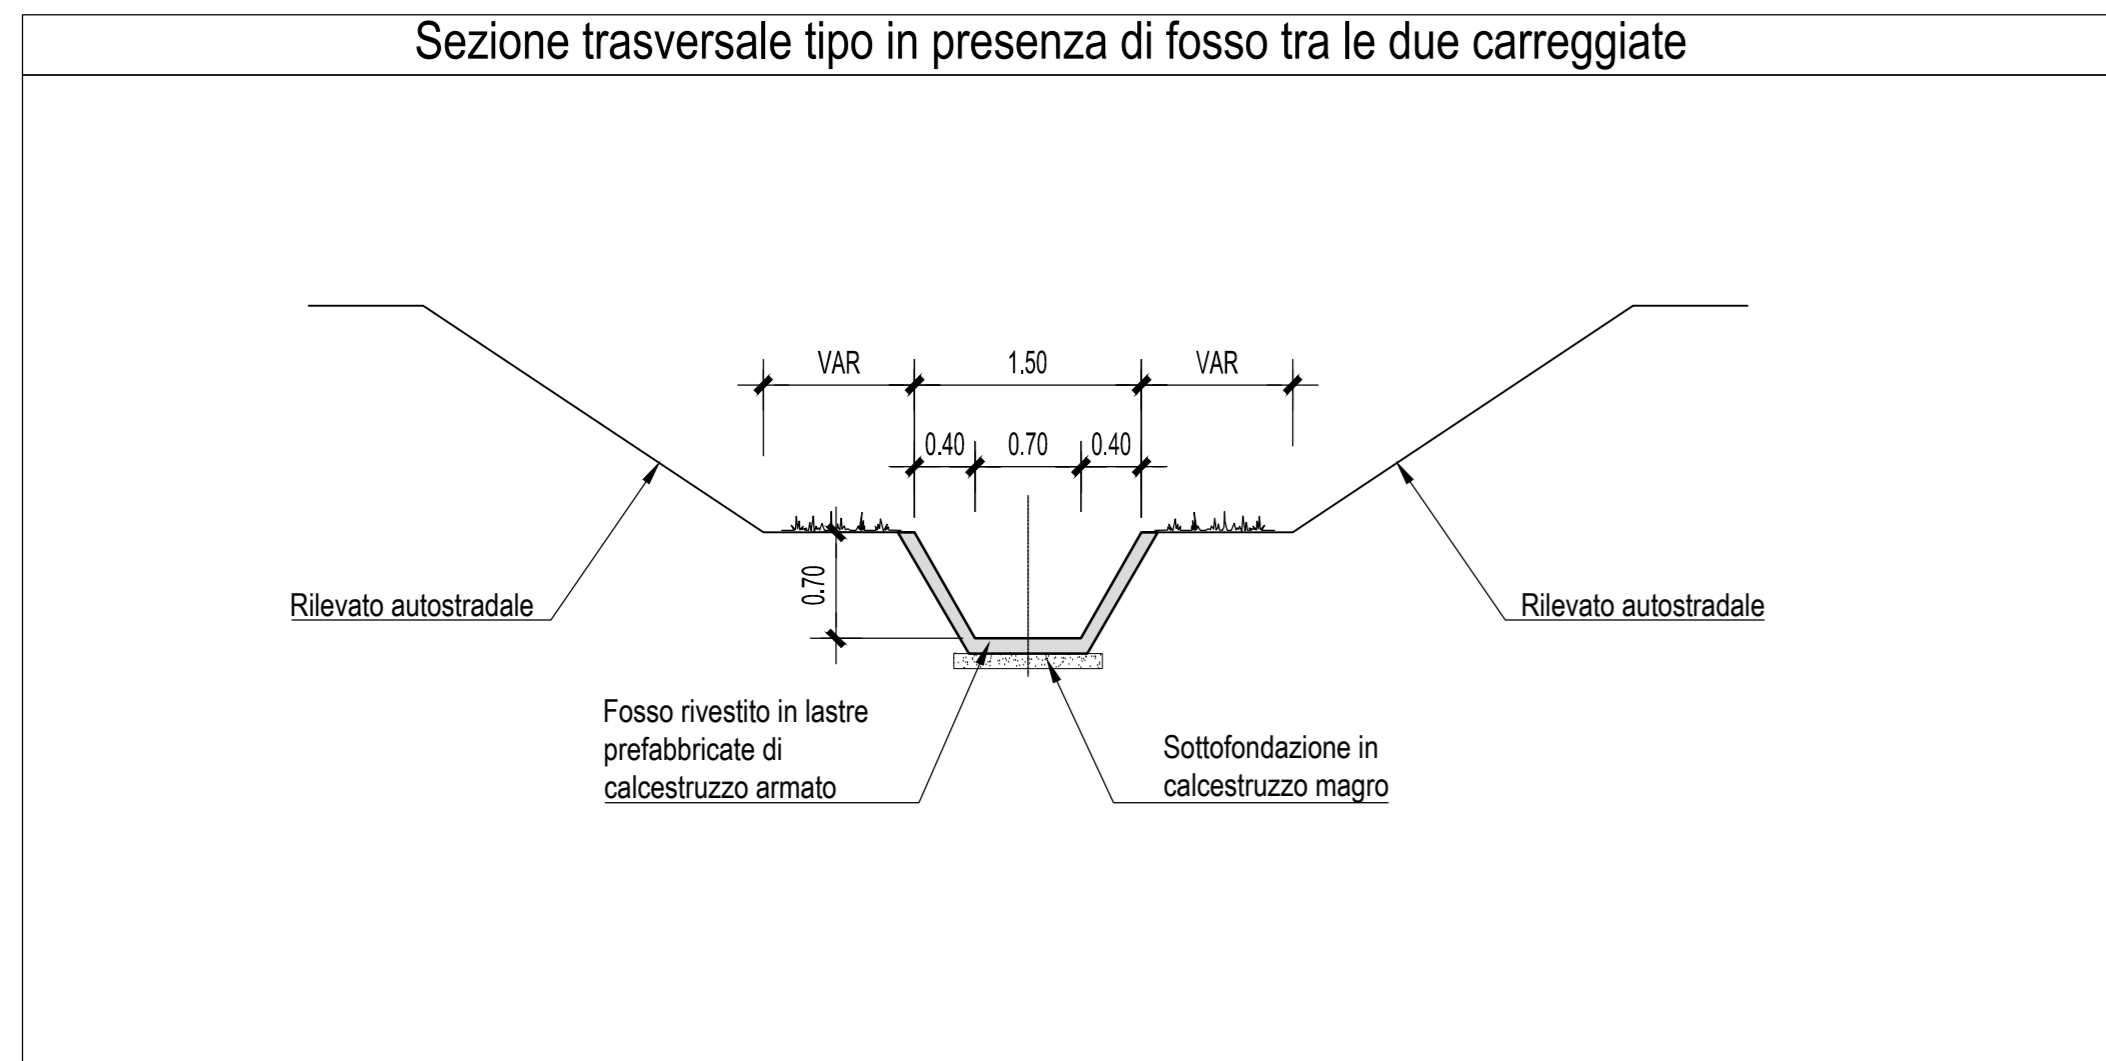 Sezione trasversale tipo in presenza di fosso tra le due carreggiate
VAR 1.50 VAR
0.40 0.70 0.40
0.70
Rilevato autostradale
Rilevato autostradale
Fosso rivestito in lastre
prefabbricate di
calcestruzzo armato
Sottofondazione in
calcestruzzo magro